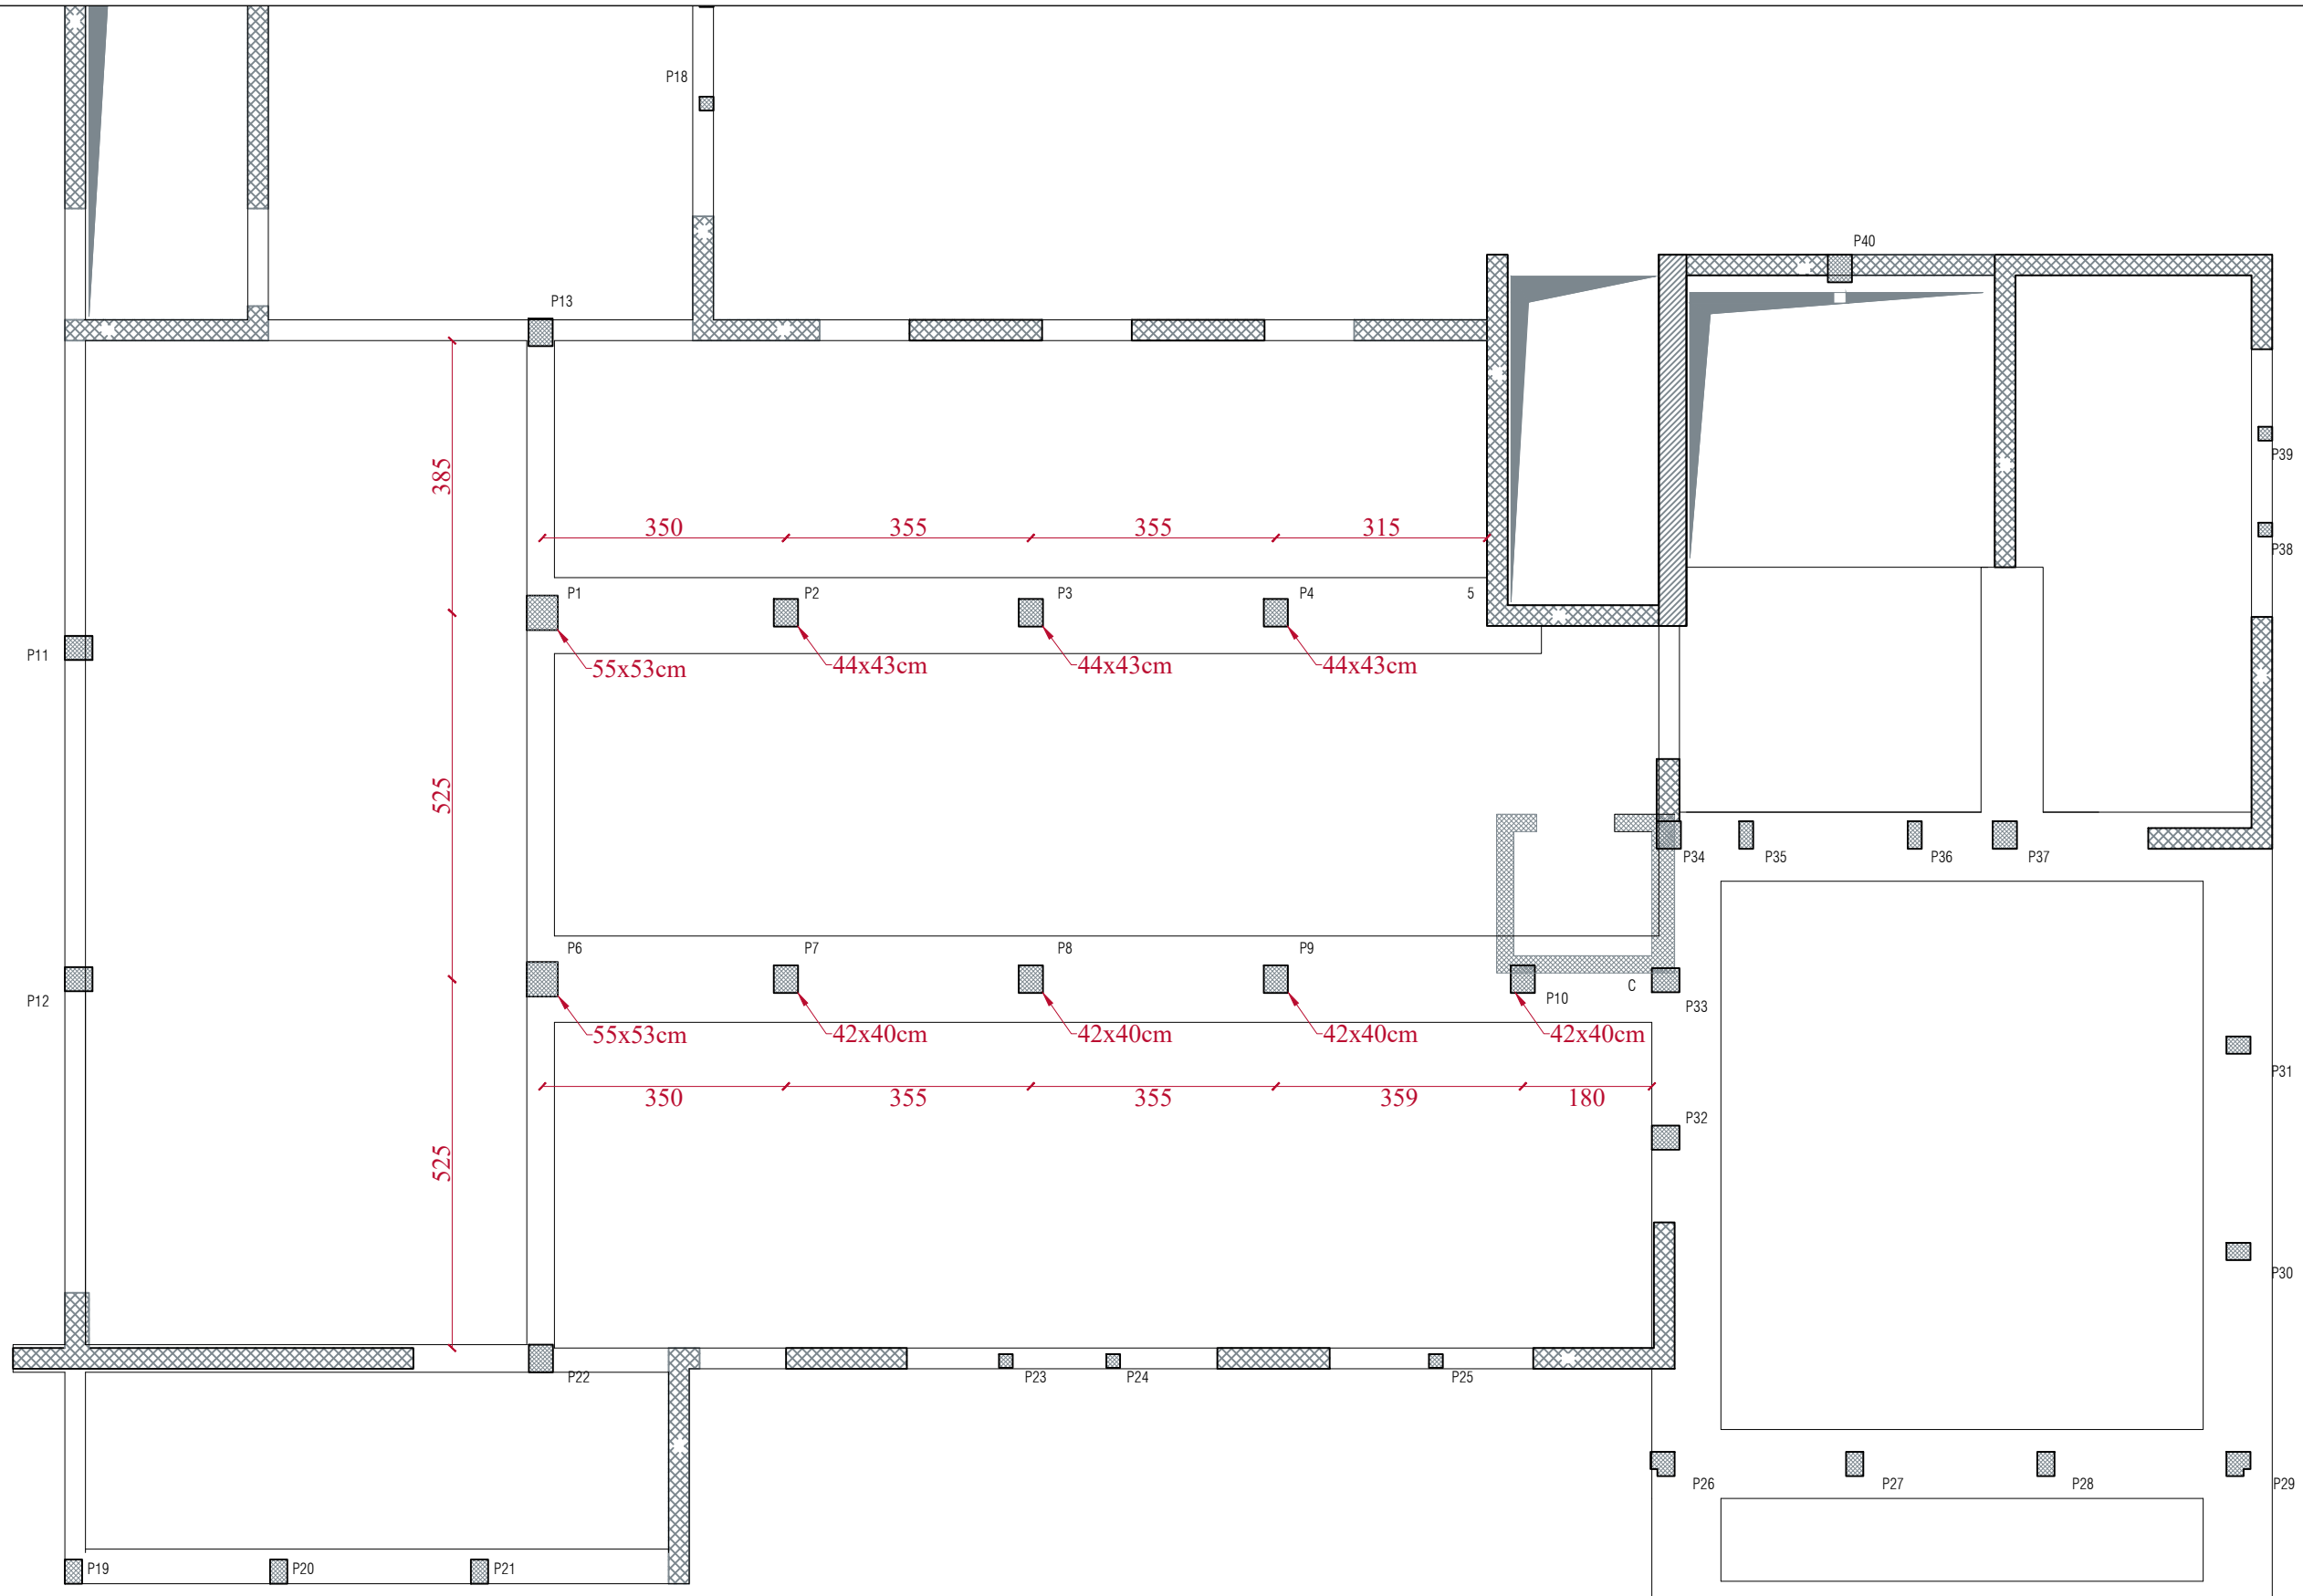 P18
P40
P13
P39
385
350 355 355 315
P38
P1 P2 P3 P4 5
P11
55x53cm 44x43cm 44x43cm 44x43cm
525
P34 P35 P36 P37
P6 P7 P8 P9
P12
P10 C P33
55x53cm 42x40cm 42x40cm 42x40cm 42x40cm
P31
350 355 355 359 180
P32
525
P30
P22 P23 P24 P25
P26 P27 P28 P29
P19 P20 P21